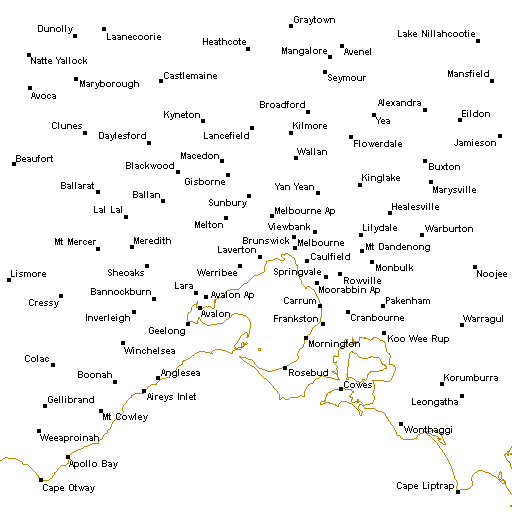 Graytown
Dunolly
Laanecoorie
Lake Nillahcootie
Heathcote
Mangalore
Avenel
Natte Yallock
Castlemaine
Seymour
Mansfield
Maryborough
Avoca
Broadford
Alexandra
Kyneton
Yea
Eildon
Clunes
Daylesford
Lancefield
Kilmore
Flowerdale
Jamieson
Beaufort
Blackwood
Macedon
Wallan
Buxton
Gisborne
Kinglake
Ballarat
Ballan
Yan Yean
Marysville
Sunbury
Lal Lal
Melbourne Ap
Healesville
Melton
Viewbank
Lilydale
Warburton
Mt Mercer
Meredith
Brunswick
Melbourne
Mt Dandenong
Laverton
Caulfield
Lismore
Sheoaks
Werribee
Springvale
Monbulk
Noojee
Rowville
Lara
Moorabbin Ap
Cressy
Bannockburn
Avalon Ap
Carrum
Pakenham
Inverleigh
Avalon
Frankston
Cranbourne
Warragul
Geelong
Koo Wee Rup
Mornington
Winchelsea
Colac
Boonah
Anglesea
Rosebud
Korumburra
Cowes
Gellibrand
Aireys Inlet
Leongatha
Mt Cowley
Weeaproinah
Wonthaggi
Apollo Bay
Cape Otway
Cape Liptrap